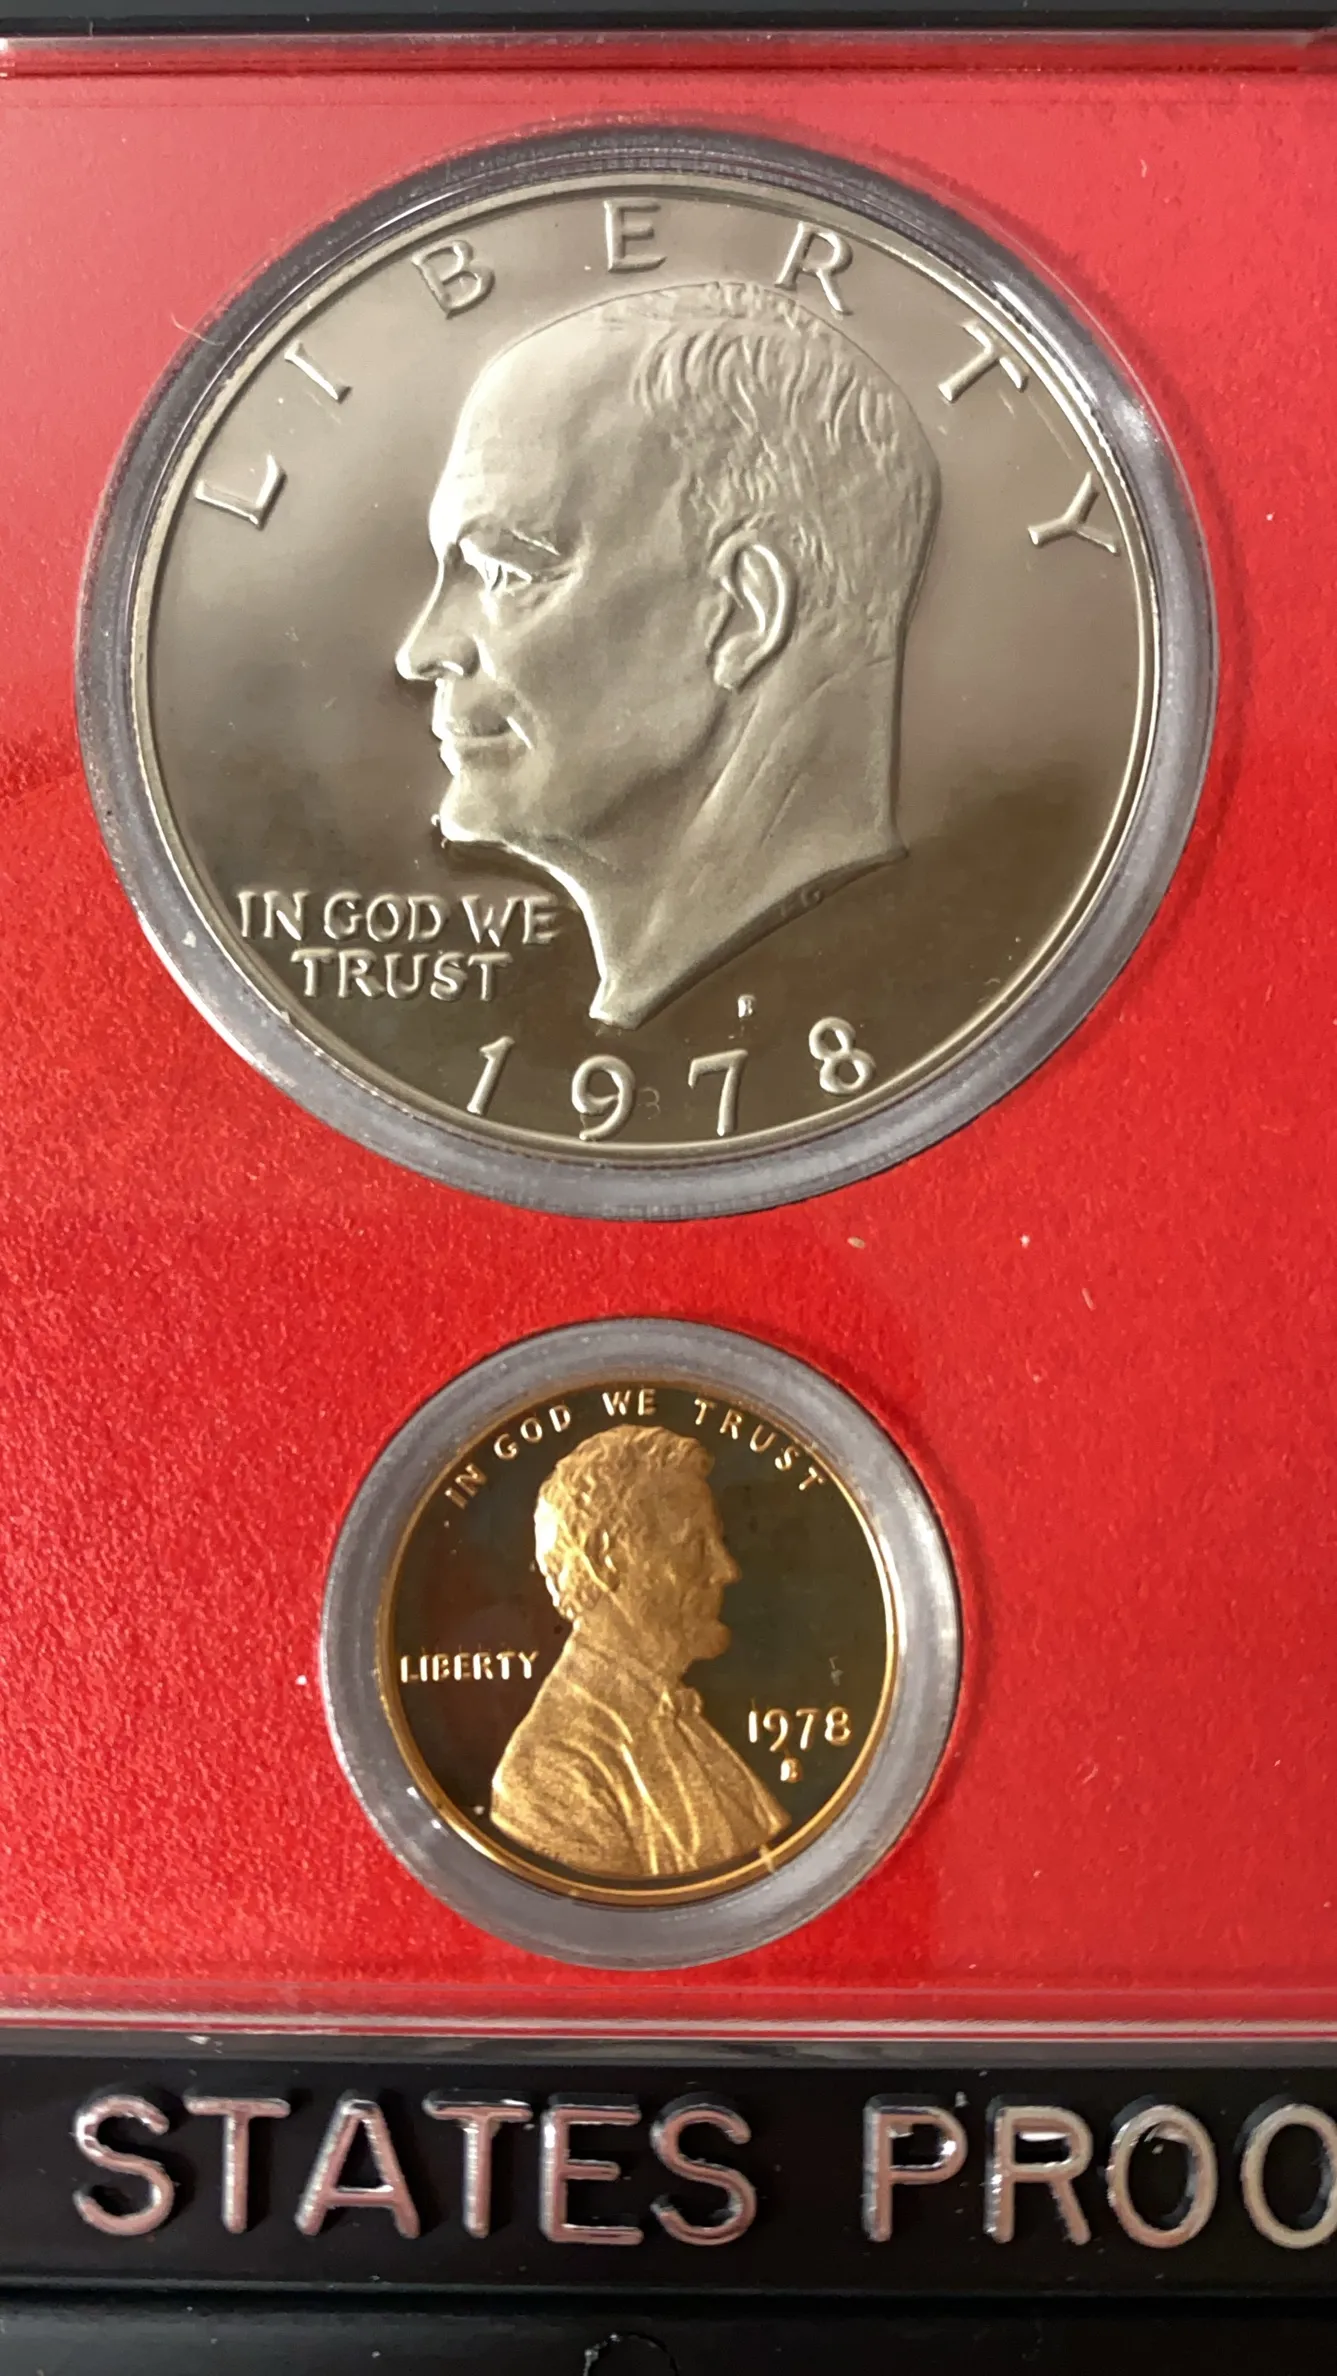 LIBERTY
IN GOD WE
TRUST
1978
IN GOD WE TRUST
LIBERTY
1978
STATES PROO